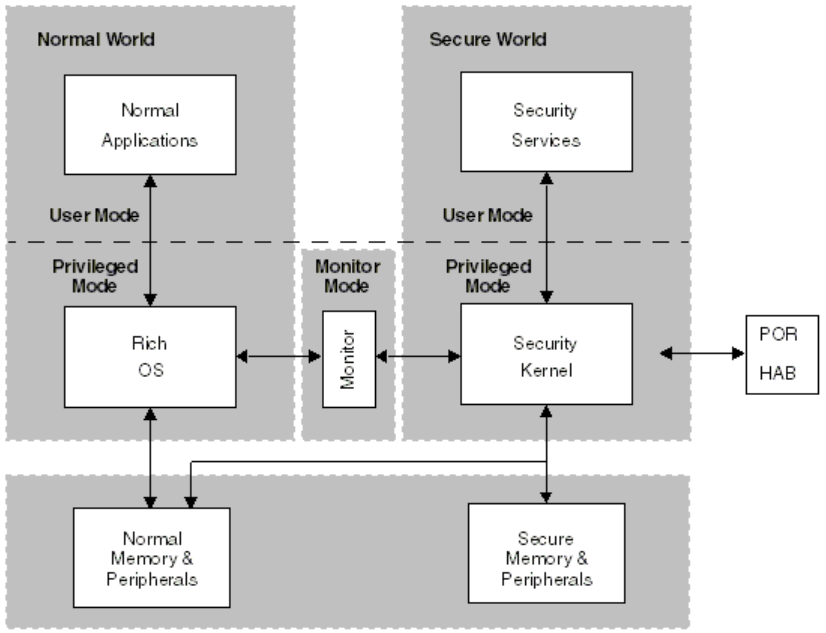 Normal World
Secure World
Normal
Applications
Security
Services
User Mode
User Mode
Privileged
Mode
Monitor
Mode
Privileged
Mode
Rich
OS
Monitor
Security
Kernel
POR
HAB
Normal
Memory &
Peripherals
Secure
Memory &
Peripherals